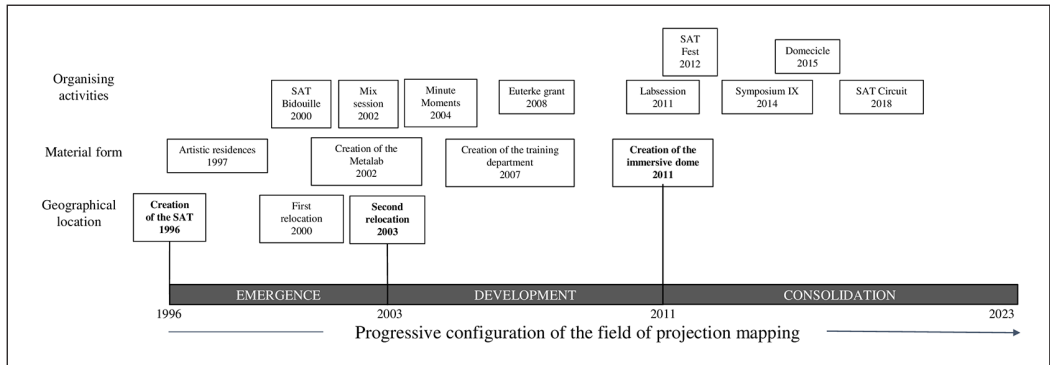 SAT
Fest
2012
Domecicle
2015
Organising
activities
SAT
Bidouille
2000
Mix
session
2002
Minute
Moments
2004
Euterke grant
2008
Labsession
2011
Symposium IX
2014
SAT Circuit
2018
Material form
Artistic residences
1997
Creation of the
Metalab
2002
Creation of the training
department
2007
Creation of the
immersive dome
2011
Geographical
location
Creation
of the SAT
1996
First
relocation
2000
Second
relocation
2003
EMERGENCE
DEVELOPMENT
CONSOLIDATION
1996
2003
2011
2023
Progressive configuration of the field of projection mapping